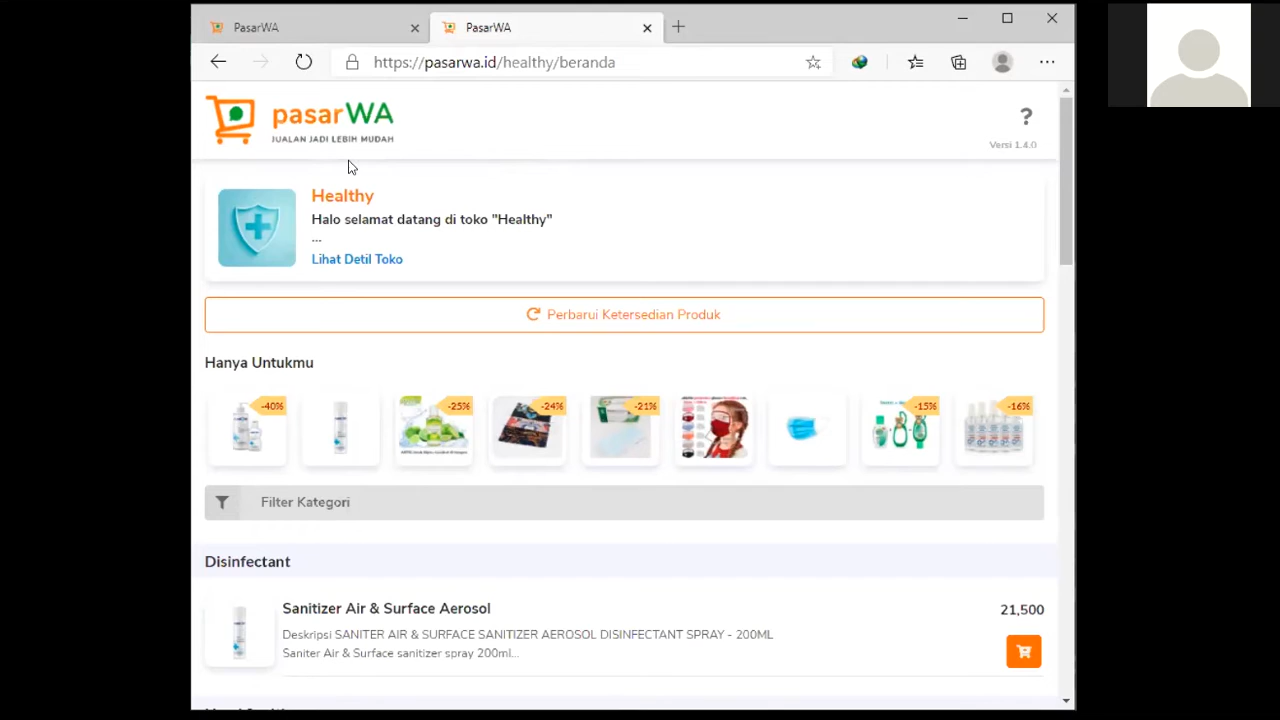 PasarWA
PasarWA
https://pasarwa.id/healthy/beranda
pasarWA
JUALAN JADI LEBIH MUDAH
?
Versi 1.4.0
Healthy
Halo selamat datang di toko "Healthy"
...
Lihat Detil Toko
Perbarui Ketersedian Produk
Hanya Untukmu
-40%
-25%
-24%
-21%
-15%
-16%
Filter Kategori
Disinfectant
Sanitizer Air & Surface Aerosol
21,500
Deskripsi SANITER AIR & SURFACE SANITIZER AEROSOL DISINFECTANT SPRAY - 200ML
Saniter Air & Surface sanitizer spray 200ml...